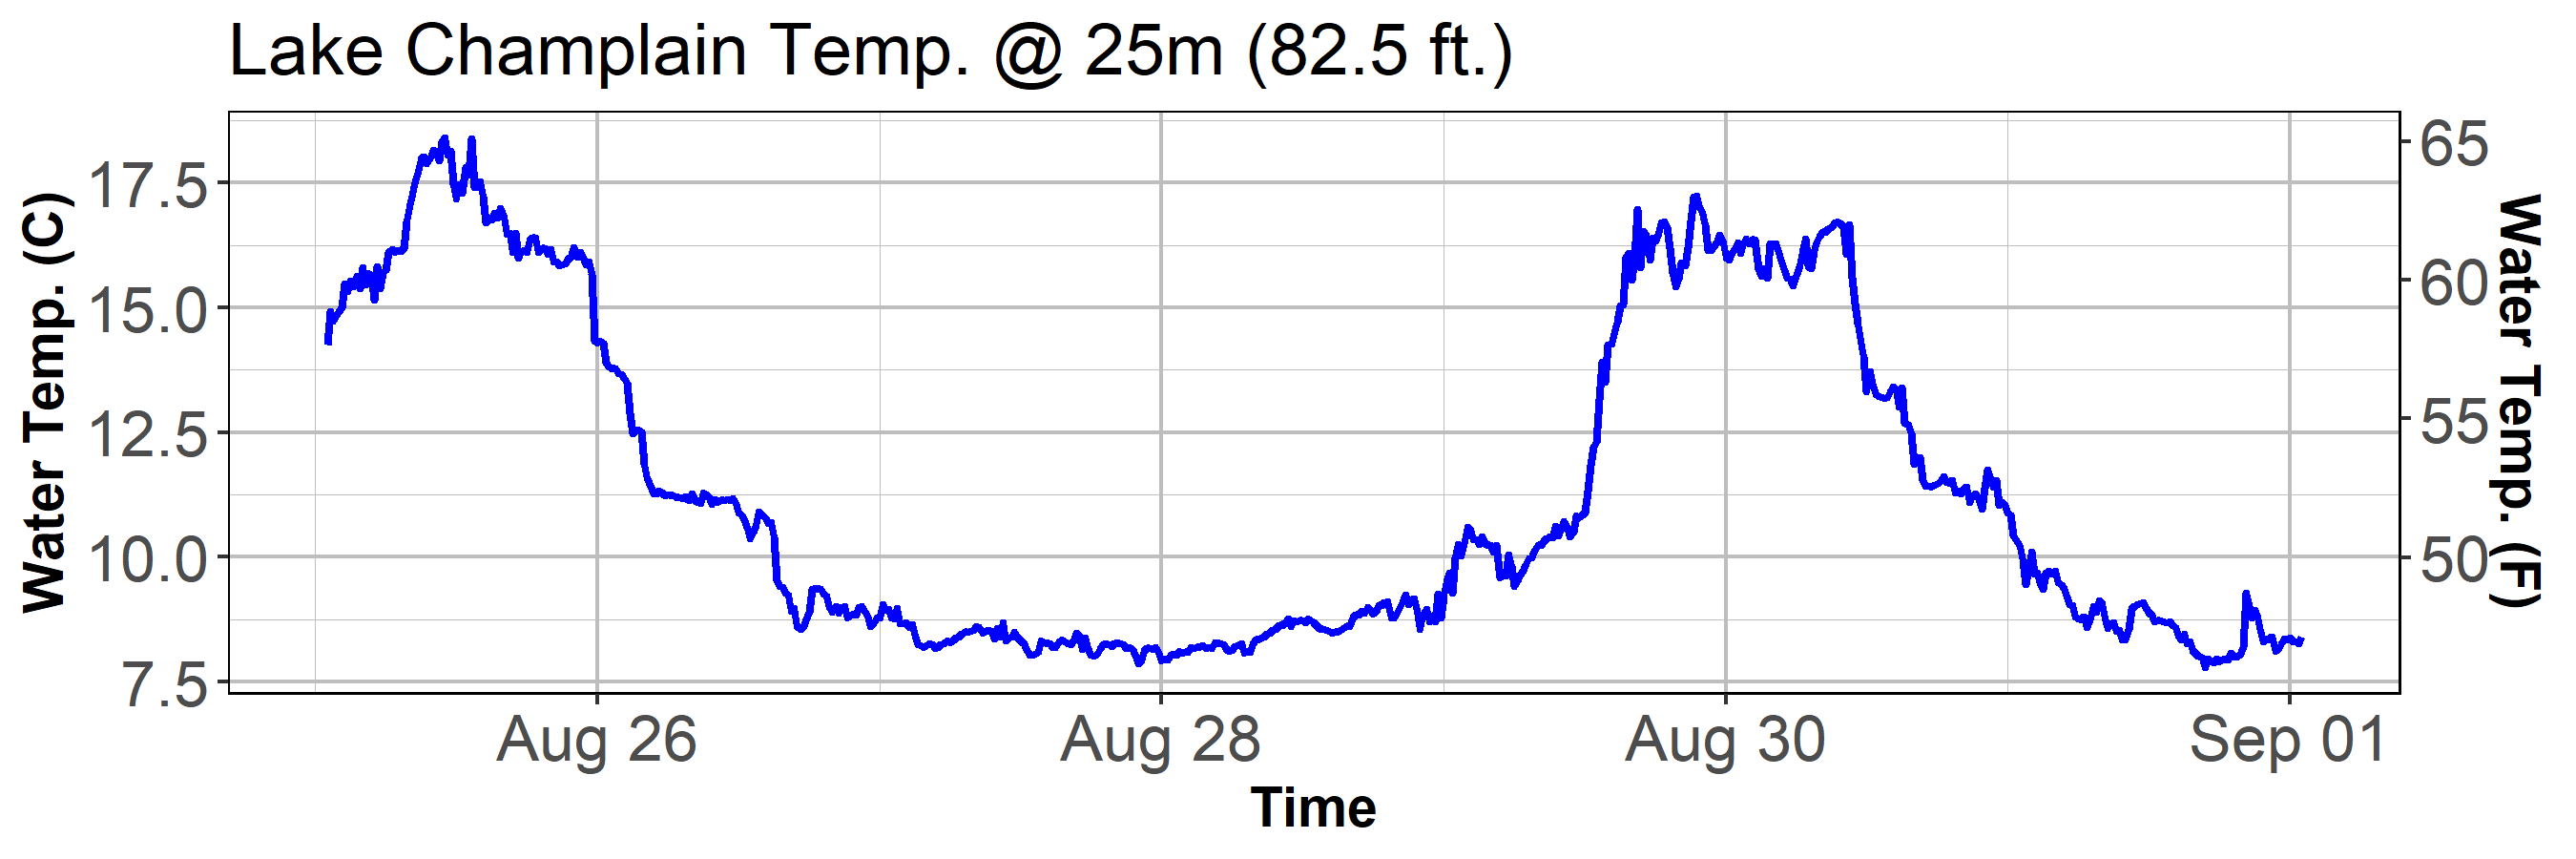 Lake Champlain Temp. @ 25m (82.5 ft.)
Water Temp. (C)
17.5
15.0
12.5
10.0
7.5
65
60
55
50
Water Temp. (F)
Aug 26
Aug 28
Aug 30
Sep 01
Time